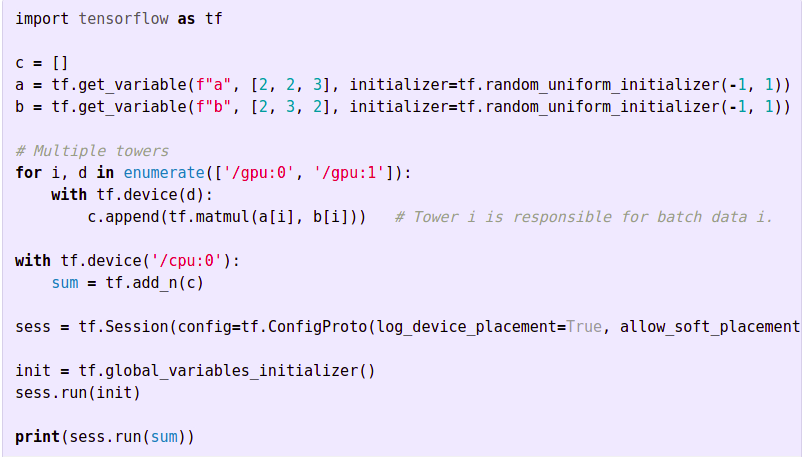 import tensorflow as tf
c = []
a = tf.get_variable(f"a", [2, 2, 3], initializer=tf.random_uniform_initializer(-1, 1))
b = tf.get_variable(f"b", [2, 3, 2], initializer=tf.random_uniform_initializer(-1, 1))
# Multiple towers
for i, d in enumerate(['/gpu:0', '/gpu:1']):
    with tf.device(d):
        c.append(tf.matmul(a[i], b[i]))   # Tower i is responsible for batch data i.
with tf.device('/cpu:0'):
    sum = tf.add_n(c)
sess = tf.Session(config=tf.ConfigProto(log_device_placement=True, allow_soft_placement
init = tf.global_variables_initializer()
sess.run(init)
print(sess.run(sum))